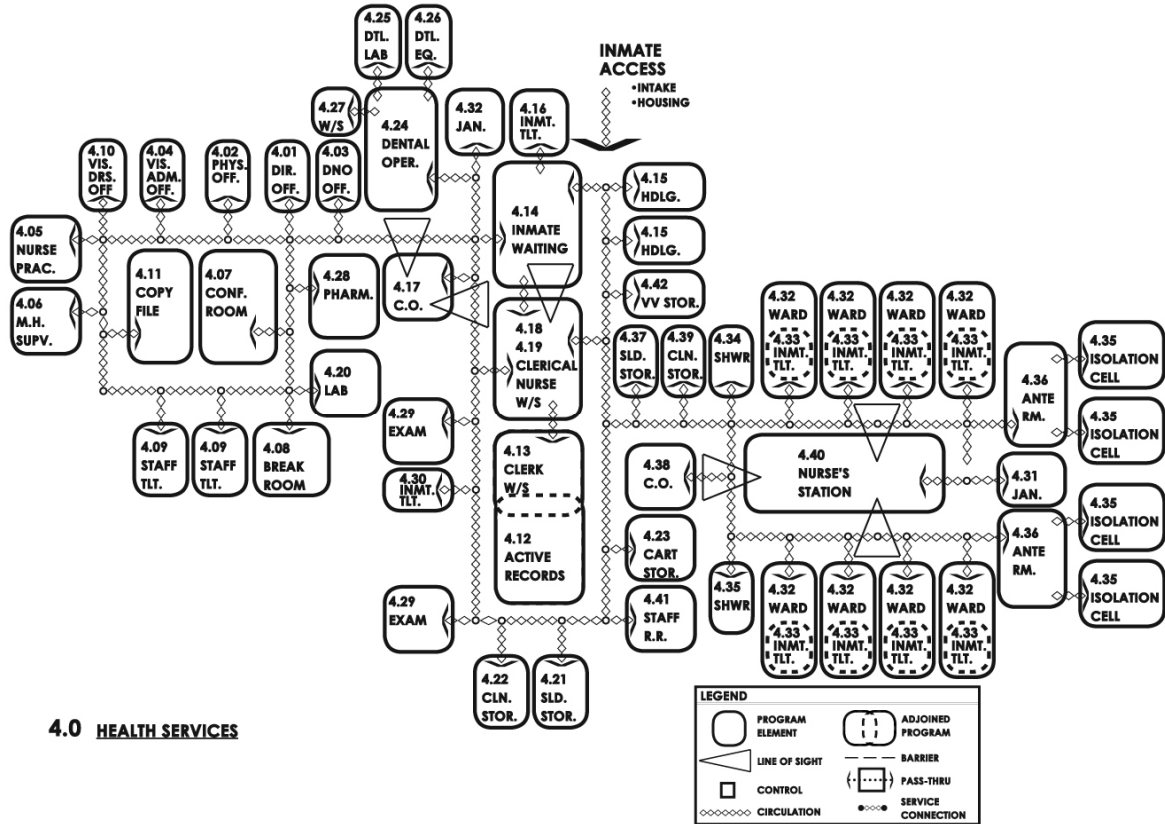 4.25
DTL.
LAB
4.26
DTL.
EQ.
INMATE
ACCESS
•INTAKE
•HOUSING
4.27
W/S
4.24
DENTAL
OPER.
4.32
JAN.
4.16
INMT.
TLT.
4.10
VIS.
DRS.
OFF
4.04
VIS.
ADM.
OFF.
4.02
PHYS.
OFF.
4.01
DIR.
OFF.
4.03
DNO
OFF.
4.15
HDLG.
4.14
INMATE
WAITING
4.15
HDLG.
4.05
NURSE
PRAC.
4.11
COPY
FILE
4.07
CONF.
ROOM
4.28
PHARM.
4.17
C.O.
4.42
VV STOR.
4.06
M.H.
SUPV.
4.18
4.19
CLERICAL
NURSE
W/S
4.37
SLD.
STOR.
4.39
CLN.
STOR.
4.34
SHWR
4.32
WARD
4.33
INMT.
TLT.
4.32
WARD
4.33
INMT.
TLT.
4.32
WARD
4.33
INMT.
TLT.
4.32
WARD
4.33
INMT.
TLT.
4.35
ISOLATION
CELL
4.36
ANTE
RM.
4.35
ISOLATION
CELL
4.20
LAB
4.29
EXAM
4.09
STAFF
TLT.
4.09
STAFF
TLT.
4.08
BREAK
ROOM
4.30
INMT.
TLT.
4.13
CLERK
W/S
4.12
ACTIVE
RECORDS
4.38
C.O.
4.40
NURSE'S
STATION
4.31
JAN.
4.35
ISOLATION
CELL
4.36
ANTE
RM.
4.35
ISOLATION
CELL
4.23
CART
STOR.
4.35
SHWR
4.32
WARD
4.33
INMT.
TLT.
4.32
WARD
4.33
INMT.
TLT.
4.32
WARD
4.33
INMT.
TLT.
4.32
WARD
4.33
INMT.
TLT.
4.29
EXAM
4.41
STAFF
R.R.
4.22
CLN.
STOR.
4.21
SLD.
STOR.
4.0 HEALTH SERVICES
LEGEND
PROGRAM
ELEMENT
ADJOINED
PROGRAM
LINE OF SIGHT
BARRIER
CONTROL
PASS-THRU
CIRCULATION
SERVICE
CONNECTION